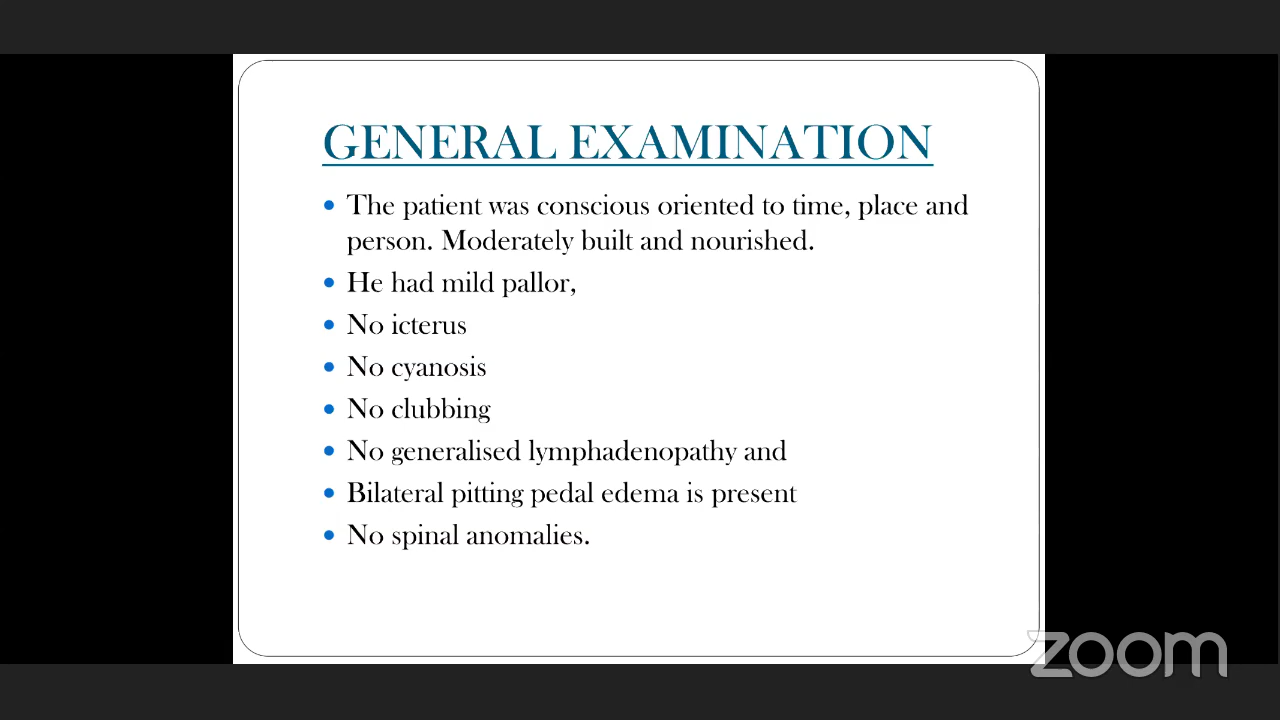 GENERAL EXAMINATION
• The patient was conscious oriented to time, place and
person. Moderately built and nourished.
• He had mild pallor,
• No icterus
• No cyanosis
• No clubbing
• No generalised lymphadenopathy and
• Bilateral pitting pedal edema is present
• No spinal anomalies.
zoom